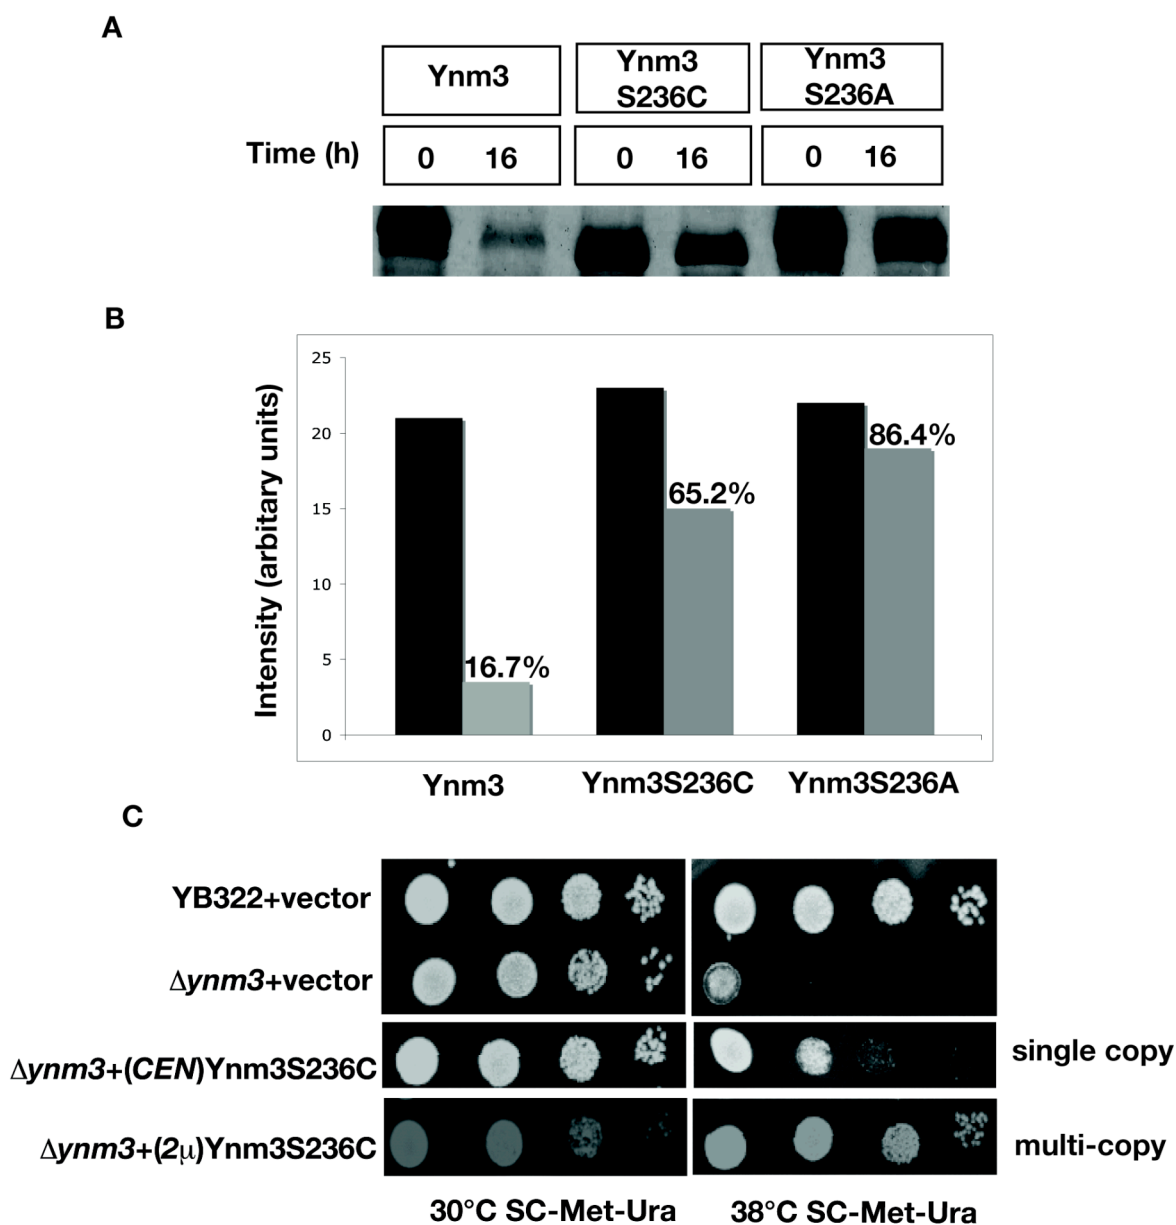 A
Ynm3
Ynm3
S236C
Ynm3
S236A
Time (h)
0 16
0 16
0 16
B
Intensity (arbitary units)
25
20
15
10
5
0
16.7%
65.2%
86.4%
Ynm3
Ynm3S236C
Ynm3S236A
C
YB322+vector
Δynm3+vector
Δynm3+(CEN)Ynm3S236C
single copy
Δynm3+(2μ)Ynm3S236C
multi-copy
30°C SC-Met-Ura
38°C SC-Met-Ura